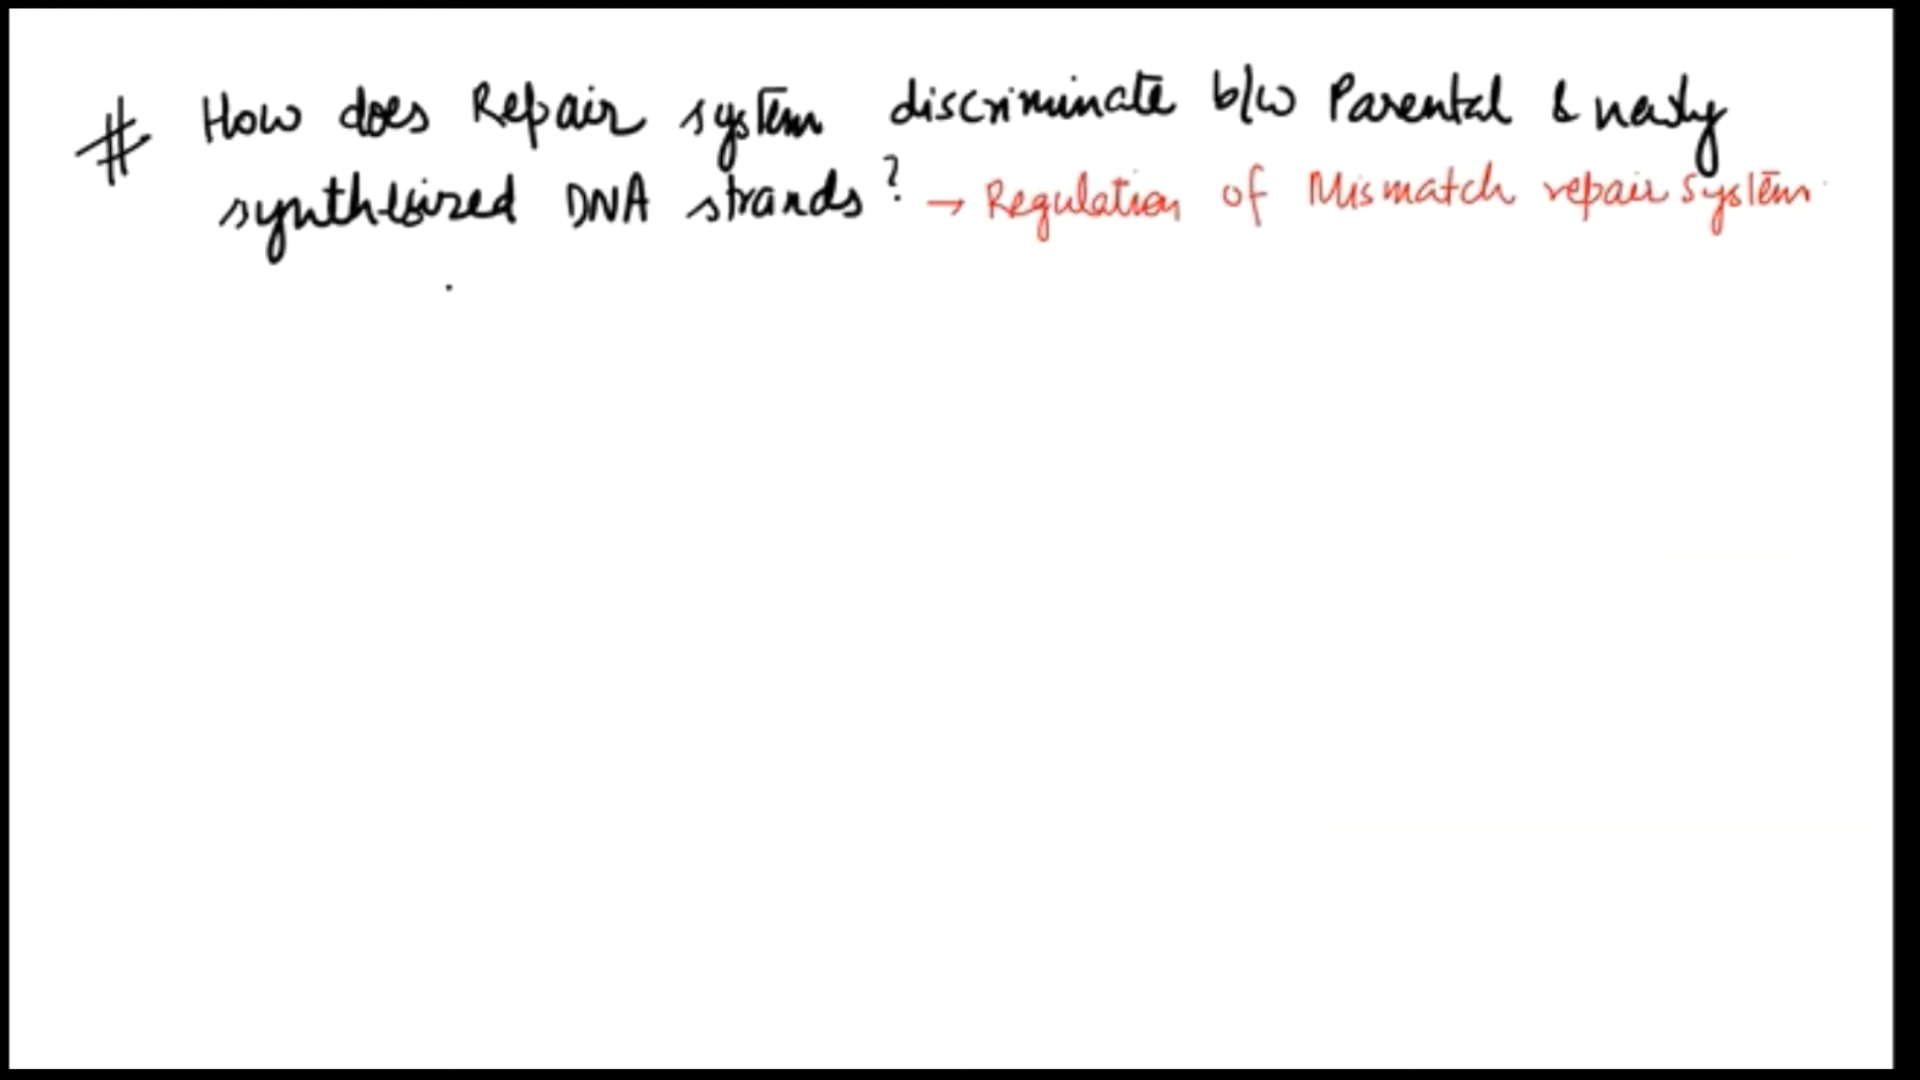 # How does Repair system discriminate b/w Parental & newly
synthesized DNA strands? → Regulation of Mismatch repair system